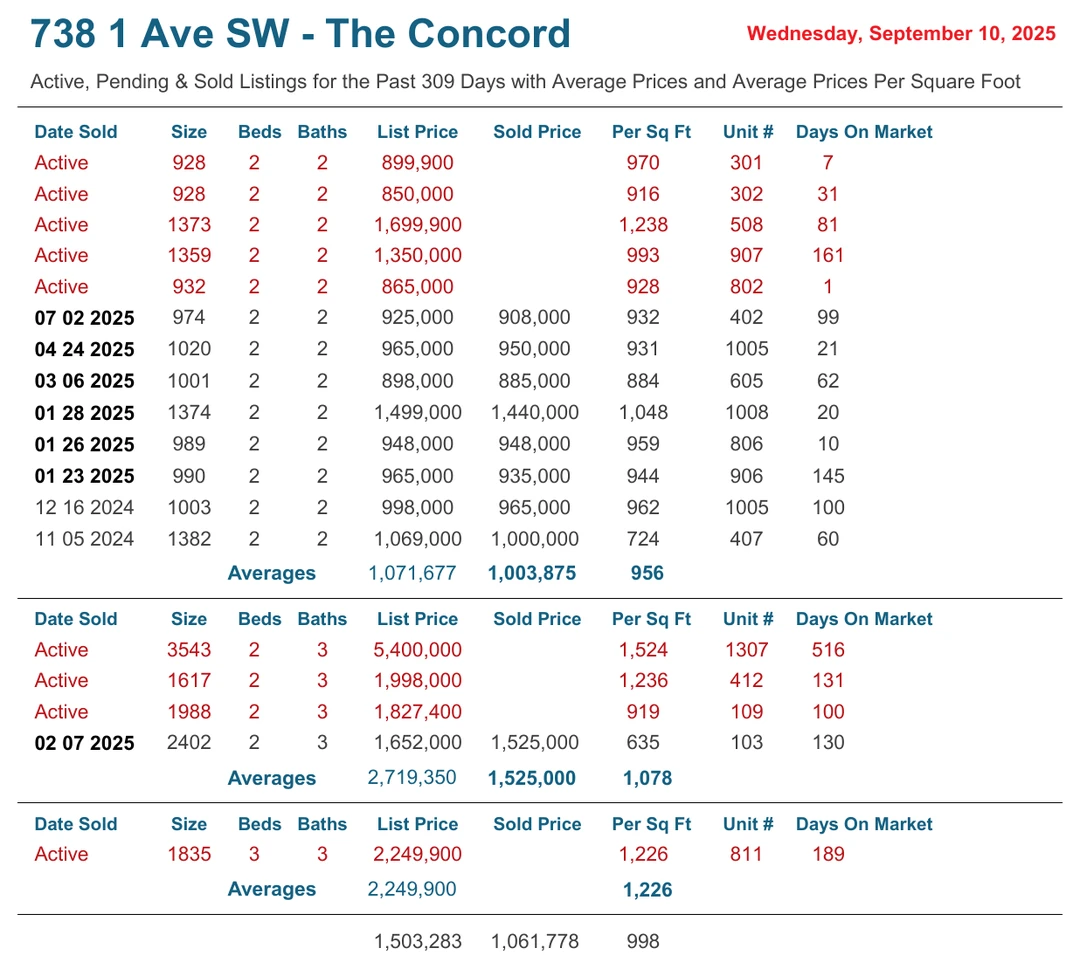 738 1 Ave SW - The Concord Wednesday, September 10, 2025
Active, Pending & Sold Listings for the Past 309 Days with Average Prices and Average Prices Per Square Foot
Date Sold Size Beds Baths List Price Sold Price Per Sq Ft Unit # Days On Market
Active 928 2 2 899,900 970 301 7
Active 928 2 2 850,000 916 302 31
Active 1373 2 2 1,699,900 1,238 508 81
Active 1359 2 2 1,350,000 993 907 161
Active 932 2 2 865,000 928 802 1
07 02 2025 974 2 2 925,000 908,000 932 402 99
04 24 2025 1020 2 2 965,000 950,000 931 1005 21
03 06 2025 1001 2 2 898,000 885,000 884 605 62
01 28 2025 1374 2 2 1,499,000 1,440,000 1,048 1008 20
01 26 2025 989 2 2 948,000 948,000 959 806 10
01 23 2025 990 2 2 965,000 935,000 944 906 145
12 16 2024 1003 2 2 998,000 965,000 962 1005 100
11 05 2024 1382 2 2 1,069,000 1,000,000 724 407 60
Averages 1,071,677 1,003,875 956
Date Sold Size Beds Baths List Price Sold Price Per Sq Ft Unit # Days On Market
Active 3543 2 3 5,400,000 1,524 1307 516
Active 1617 2 3 1,998,000 1,236 412 131
Active 1988 2 3 1,827,400 919 109 100
02 07 2025 2402 2 3 1,652,000 1,525,000 635 103 130
Averages 2,719,350 1,525,000 1,078
Date Sold Size Beds Baths List Price Sold Price Per Sq Ft Unit # Days On Market
Active 1835 3 3 2,249,900 1,226 811 189
Averages 2,249,900 1,226
1,503,283 1,061,778 998